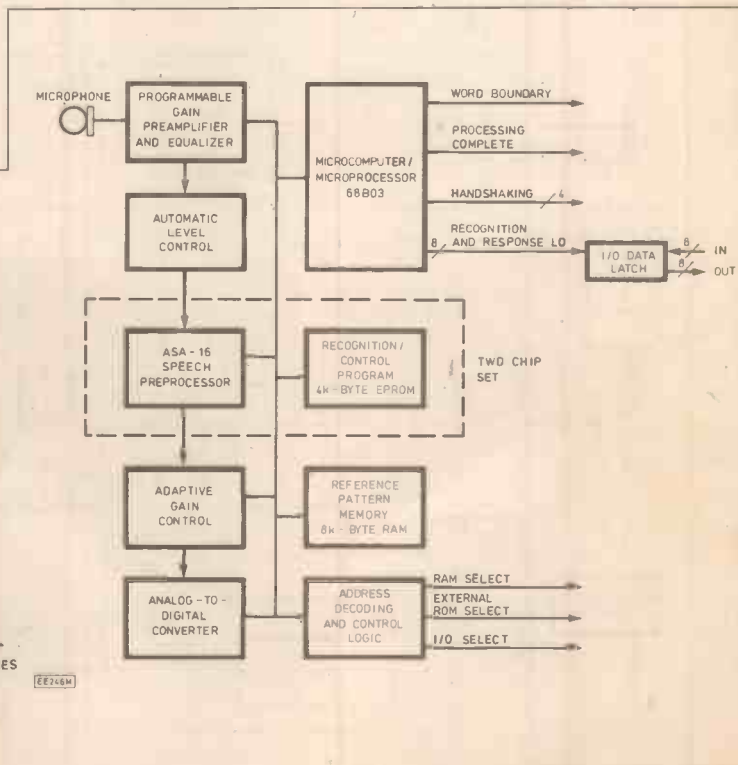 MICROPHONE
PROGRAMMABLE
GAIN
PREAMPLIFIER
AND EQUALIZER
AUTOMATIC
LEVEL
CONTROL
ASA-16
SPEECH
PREPROCESSOR
ADAPTIVE
GAIN
CONTROL
ANALOG-TO-
DIGITAL
CONVERTER
MICROCOMPUTER/
MICROPROCESSOR
68B03
RECOGNITION/
CONTROL
PROGRAM
4k-BYTE EPROM
TWO CHIP
SET
REFERENCE
PATTERN
MEMORY
8k-BYTE RAM
ADDRESS
DECODING
AND CONTROL
LOGIC
WORD BOUNDARY
PROCESSING
COMPLETE
HANDSHAKING 4
RECOGNITION
8 AND RESPONSE LO
I/O DATA
LATCH
8 IN
8 OUT
RAM SELECT
EXTERNAL
ROM SELECT
I/O SELECT
ES
EE246M